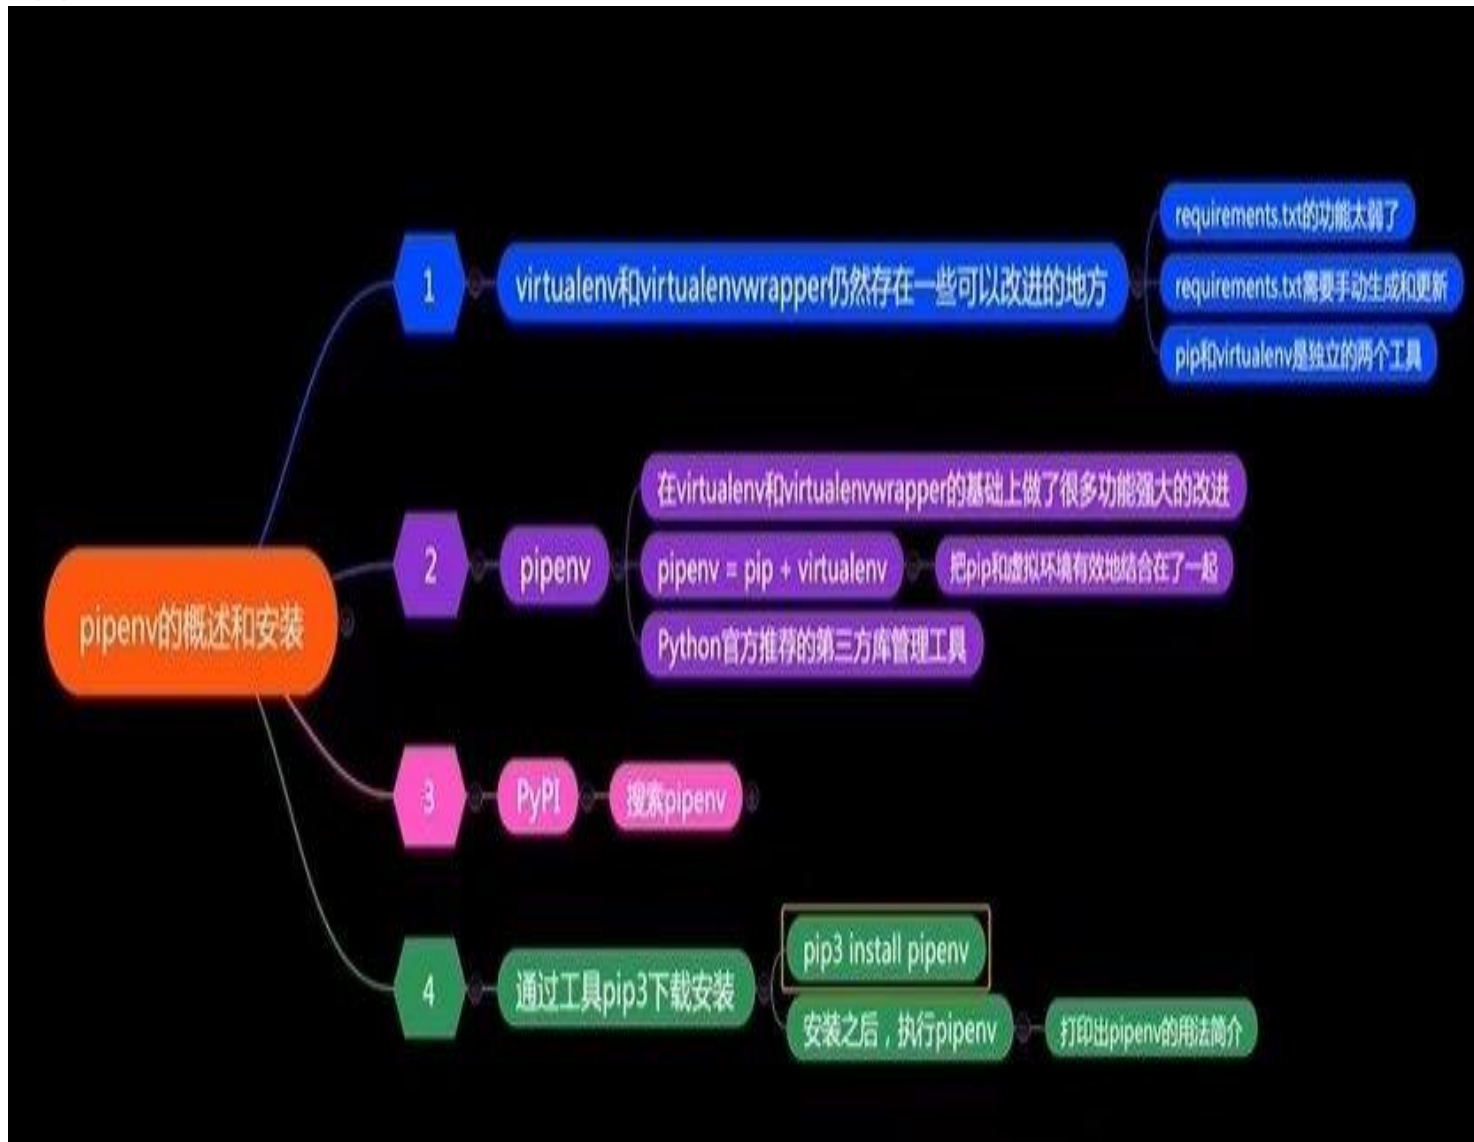 pipenv的概述和安装
1
virtualenv和virtualenvwrapper仍然存在一些可以改进的地方
requirements.txt的功能太弱了
requirements.txt需要手动生成和更新
pip和virtualenv是独立的两个工具
2
pipenv
在virtualenv和virtualenvwrapper的基础上做了很多功能强大的改进
pipenv = pip + virtualenv
把pip和虚拟环境有效地结合在了一起
Python官方推荐的第三方库管理工具
3
PyPI
搜索pipenv
4
通过工具pip3下载安装
pip3 install pipenv
安装之后，执行pipenv
打印出pipenv的用法简介